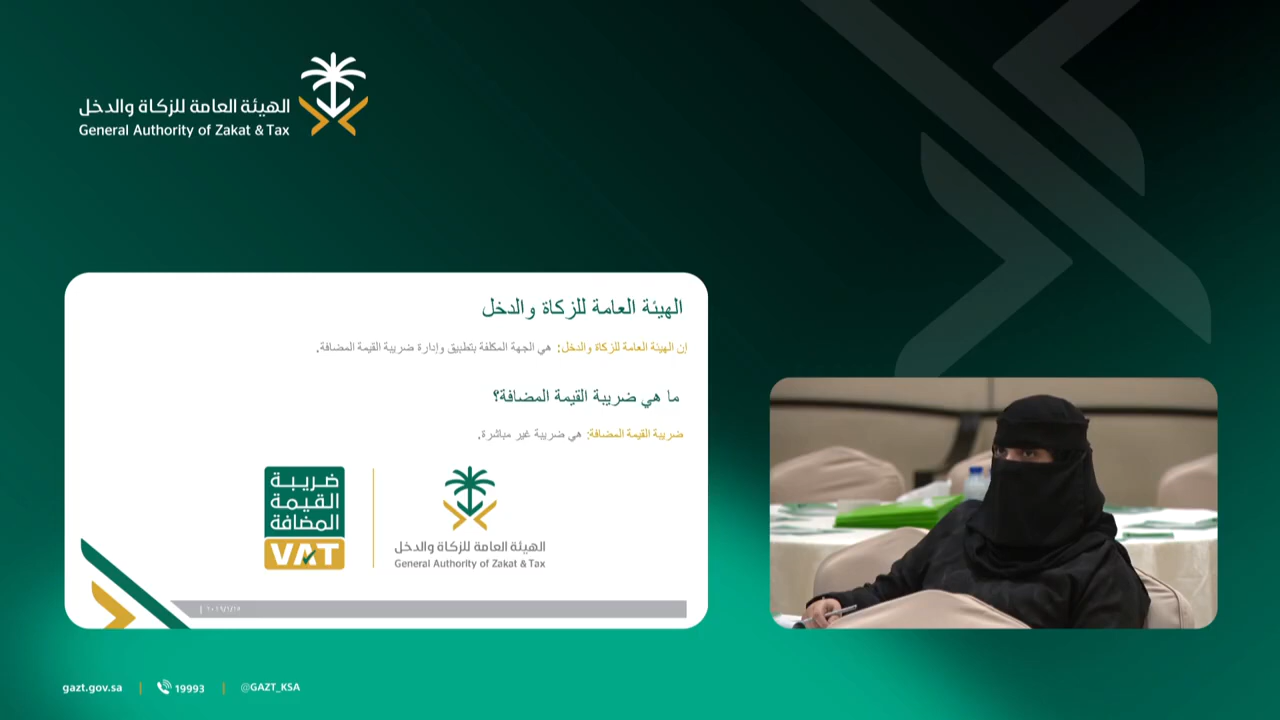 الهيئة العامة للزكاة والدخل
General Authority of Zakat & Tax
الهيئة العامة للزكاة والدخل
إن الهيئة العامة للزكاة والدخل: هي الجهة المكلفة بتطبيق وإدارة ضريبة القيمة المضافة.
ما هي ضريبة القيمة المضافة؟
ضريبة القيمة المضافة: هي ضريبة غير مباشرة.
ضريبة
القيمة
المضافة
VAT
الهيئة العامة للزكاة والدخل
General Authority of Zakat & Tax
gazt.gov.sa | 19993 | @GAZT_KSA